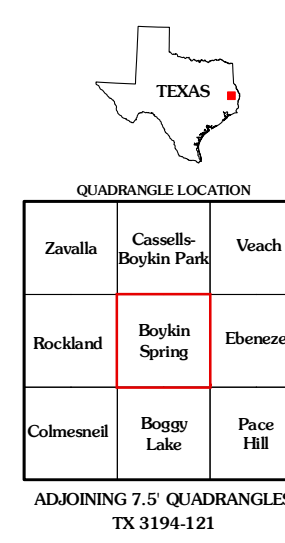 TEXAS
QUADRANGLE LOCATION
Zavalla
Cassells-
Boykin Park
Veach
Rockland
Boykin
Spring
Ebeneze
Colmesneil
Boggy
Lake
Pace
Hill
ADJOINING 7.5' QUADRANGLES
TX 3194-121